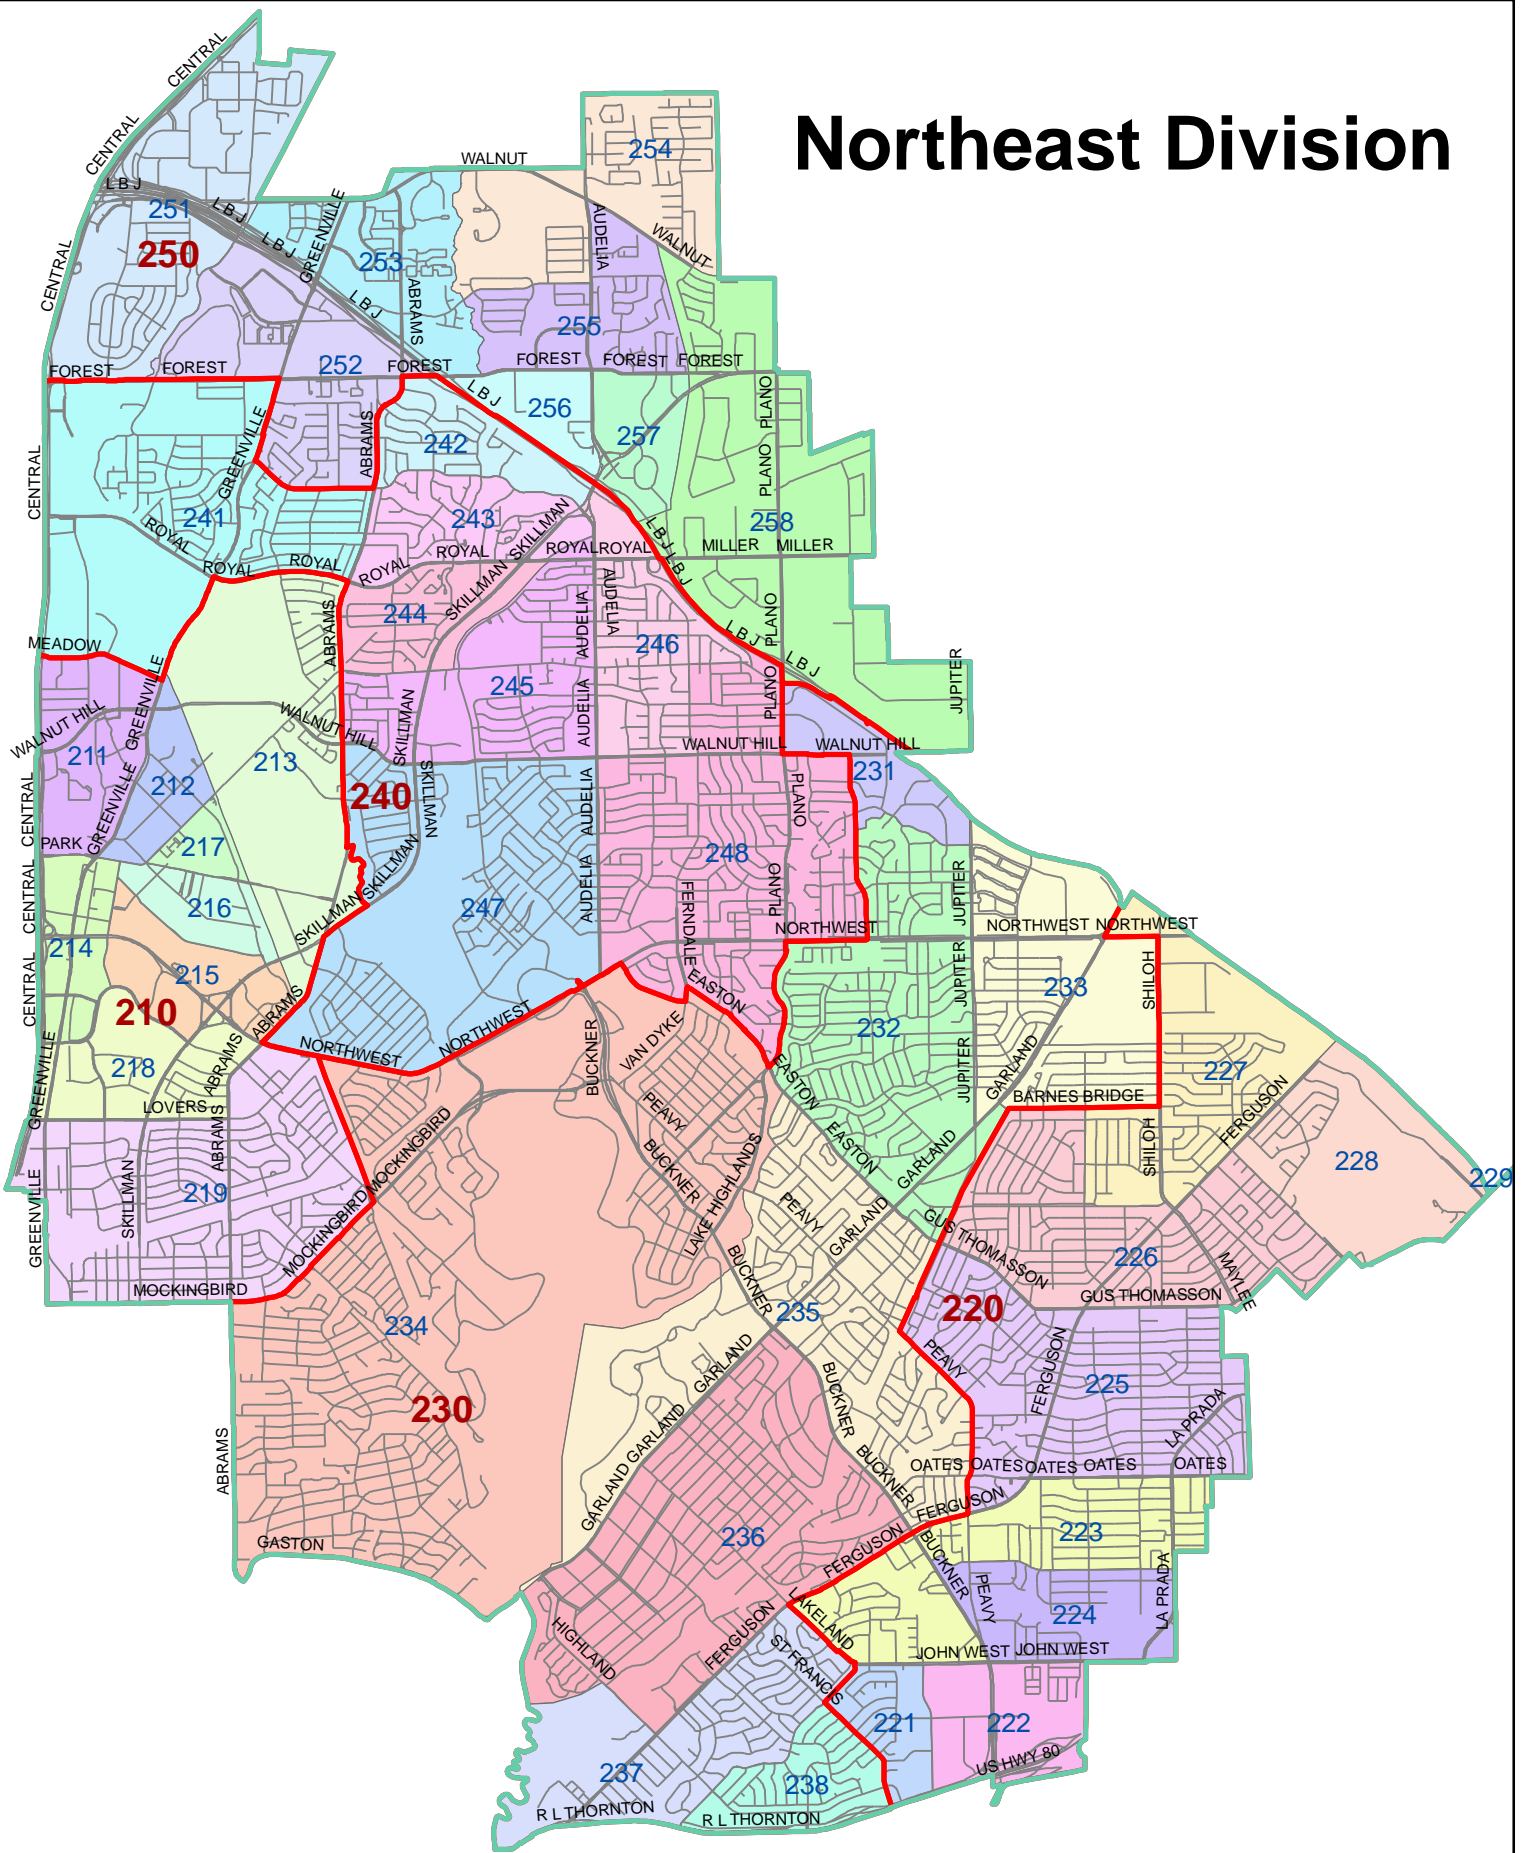 Northeast Division
CENTRAL
CENTRAL
L B J
251
L B J
L B J
250
CENTRAL
GREENVILLE
WALNUT
254
AUDELIA
WALNUT
253
L B J
ABRAMS
255
FOREST
FOREST
252
FOREST
FOREST
FOREST
FOREST
L B J
256
PLANO
GREENVILLE
ABRAMS
242
257
PLANO
CENTRAL
241
ROYAL
243
SKILLMAN
L B J
258
ROYAL
ROYAL
ROYAL
ROYAL
ROYAL
ROYAL
MILLER
MILLER
L B J
SKILLMAN
244
ABRAMS
AUDELIA
AUDELIA
246
PLANO
L B J
L B J
MEADOW
GREENVILLE
245
JUPITER
WALNUT HILL
WALNUT HILL
SKILLMAN
AUDELIA
PLANO
WALNUT HILL
WALNUT HILL
211
212
213
GREENVILLE
240
SKILLMAN
231
CENTRAL
AUDELIA
PLANO
PARK
217
248
SKILLMAN
CENTRAL
216
247
AUDELIA
FERNDALE
PLANO
JUPITER
SKILLMAN
NORTHWEST
NORTHWEST
NORTHWEST
214
215
CENTRAL
210
ABRAMS
EASTON
JUPITER
233
SHILOH
232
NORTHWEST
NORTHWEST
BUCKNER
VAN DYKE
GREENVILLE
218
ABRAMS
EASTON
JUPITER
GARLAND
227
LOVERS
BARNES BRIDGE
FERGUSON
ABRAMS
MOCKINGBIRD
PEAVY
EASTON
GARLAND
SHILOH
228
229
GREENVILLE
SKILLMAN
219
MOCKINGBIRD
BUCKNER
LAKE HIGHLANDS
PEAVY
GARLAND
GUS THOMASSON
226
MAYLEE
MOCKINGBIRD
BUCKNER
GUS THOMASSON
220
235
234
GARLAND
PEAVY
FERGUSON
225
230
BUCKNER
LA PRADA
GARLAND
GARLAND
ABRAMS
BUCKNER
OATES
OATES
OATES
OATES
OATES
FERGUSON
GASTON
236
FERGUSON
BUCKNER
223
PEAVY
LA PRADA
LAKELAND
224
HIGHLAND
FERGUSON
ST FRANCIS
JOHN WEST
JOHN WEST
221
222
US HWY 80
237
238
R L THORNTON
R L THORNTON